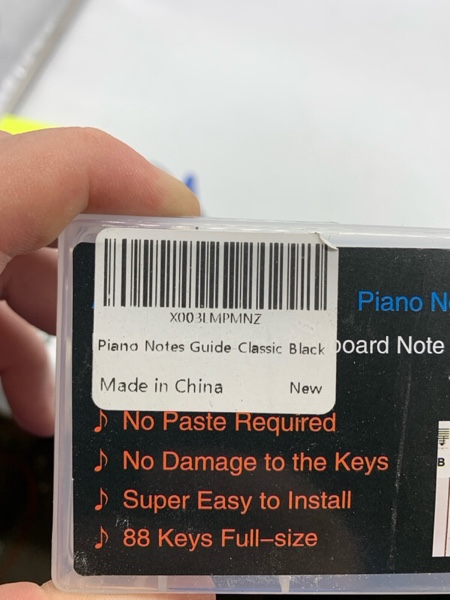 X003LMPMNZ
Piano Notes Guide Classic Black
Made in China New
Piano N
board Note
No Paste Required
No Damage to the Keys
Super Easy to Install
88 Keys Full-size
B